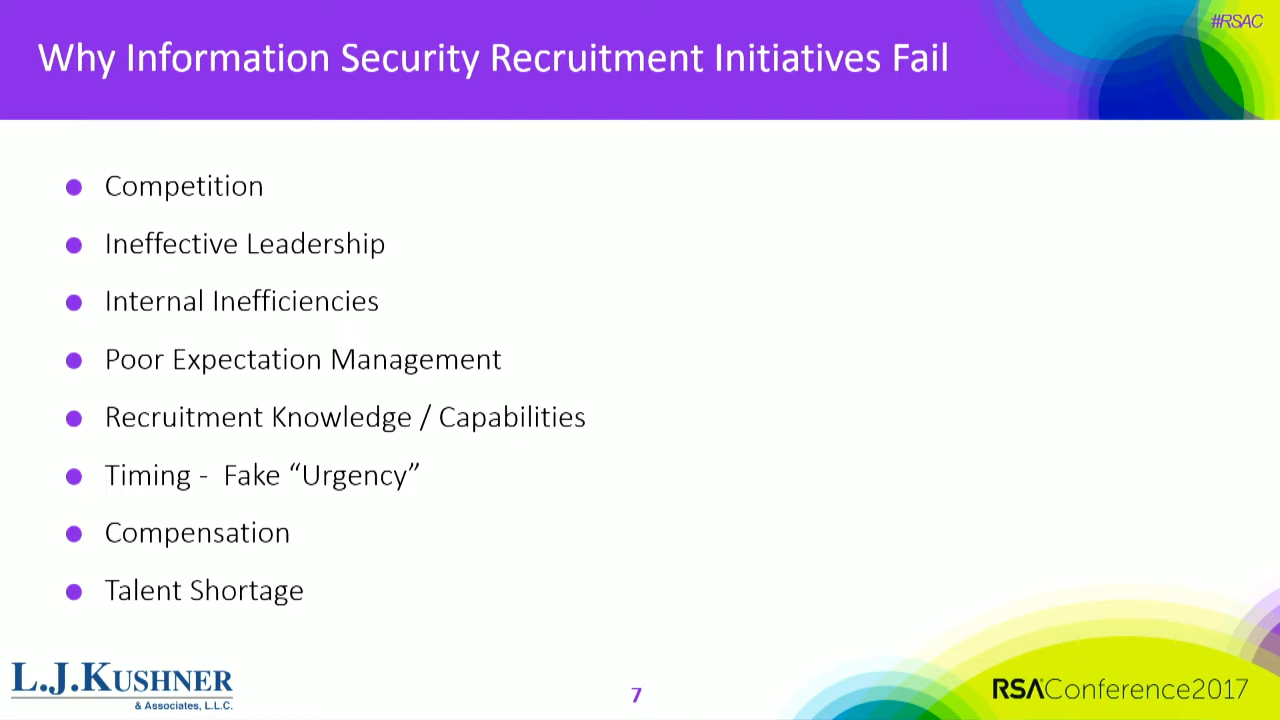 #RSAC
Why Information Security Recruitment Initiatives Fail
Competition
Ineffective Leadership
Internal Inefficiencies
Poor Expectation Management
Recruitment Knowledge / Capabilities
Timing -  Fake “Urgency”
Compensation
Talent Shortage
L.J.KUSHNER
& Associates, L.L.C.
7
RSAConference2017